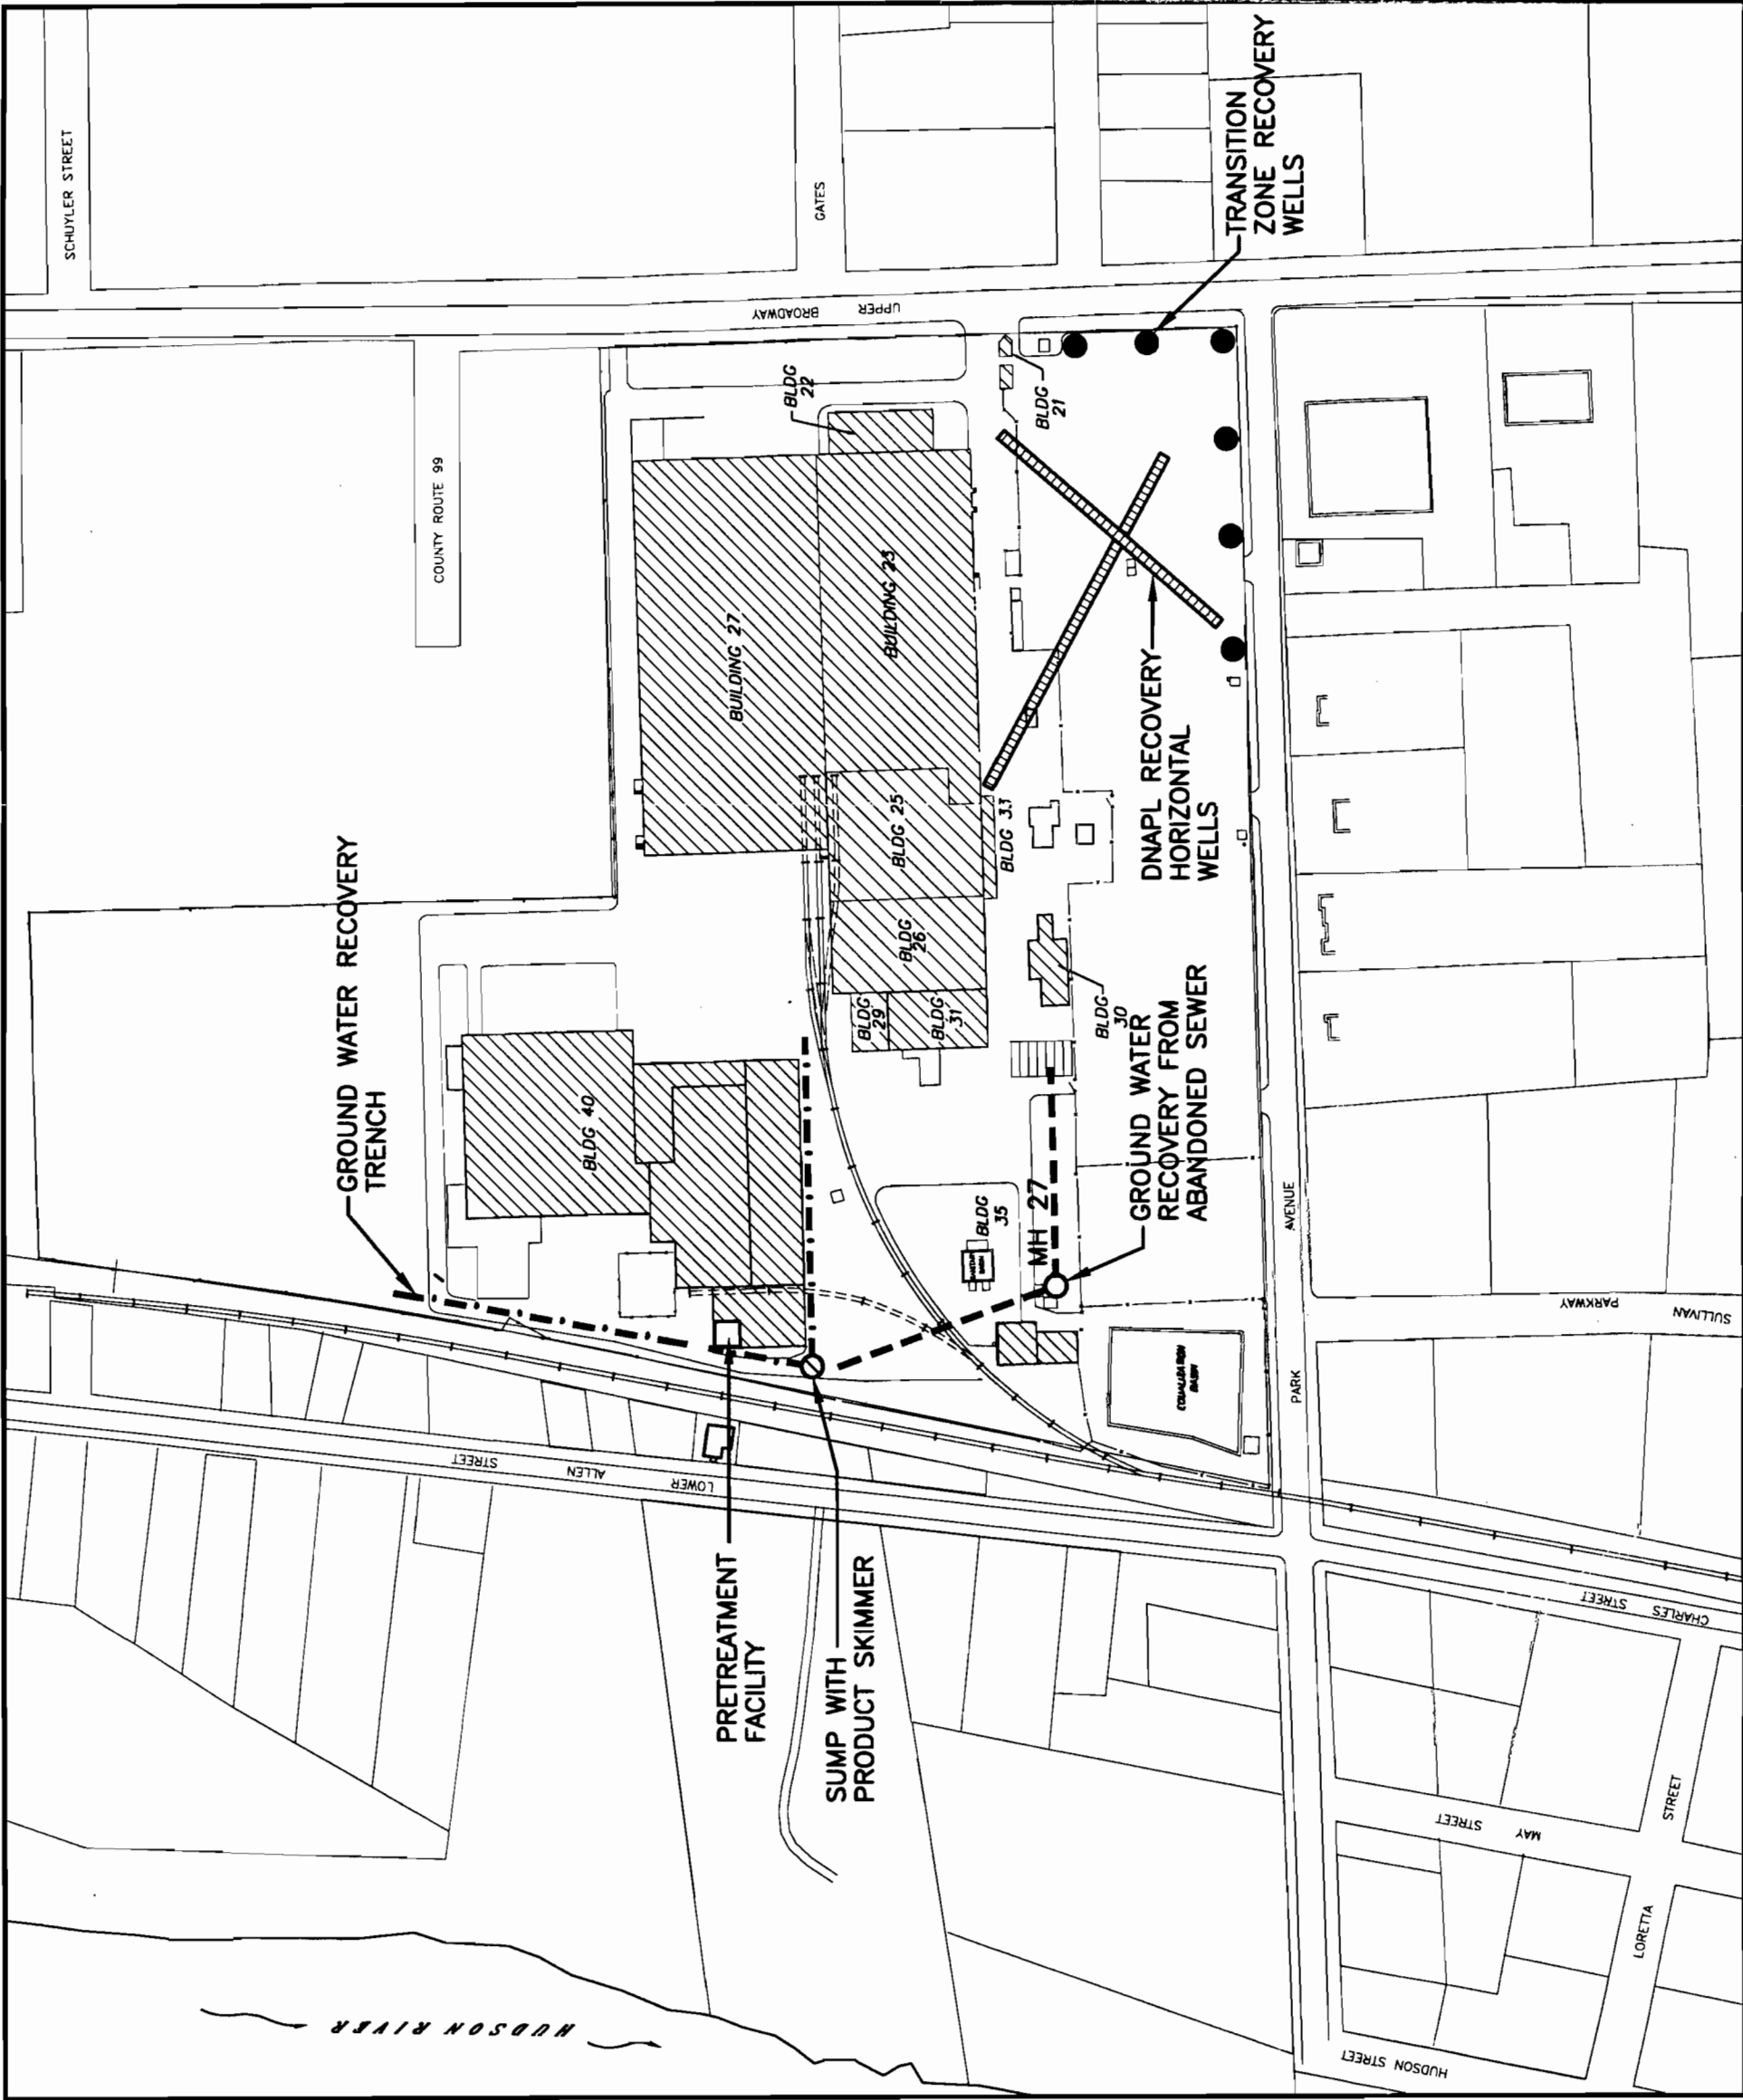 SCHUYLER STREET
COUNTY ROUTE 99
GATES
UPPER BROADWAY
TRANSITION
ZONE RECOVERY
WELLS
BLDG
22
BLDG
21
BUILDING 27
BUILDING 23
BLDG 25
BLDG 33
BLDG
26
BLDG
29
BLDG
31
BLDG
30
DNAPL RECOVERY
HORIZONTAL
WELLS
GROUND WATER RECOVERY
TRENCH
BLDG 40
BLDG
35
MH 27
GROUND WATER
RECOVERY FROM
ABANDONED SEWER
EQUALIZATION
BASIN
PARK AVENUE
SULLIVAN PARKWAY
LOWER ALLEN STREET
PRETREATMENT
FACILITY
SUMP WITH
PRODUCT SKIMMER
CHARLES STREET
MAY STREET
LORETTA STREET
HUDSON STREET
HUDSON RIVER